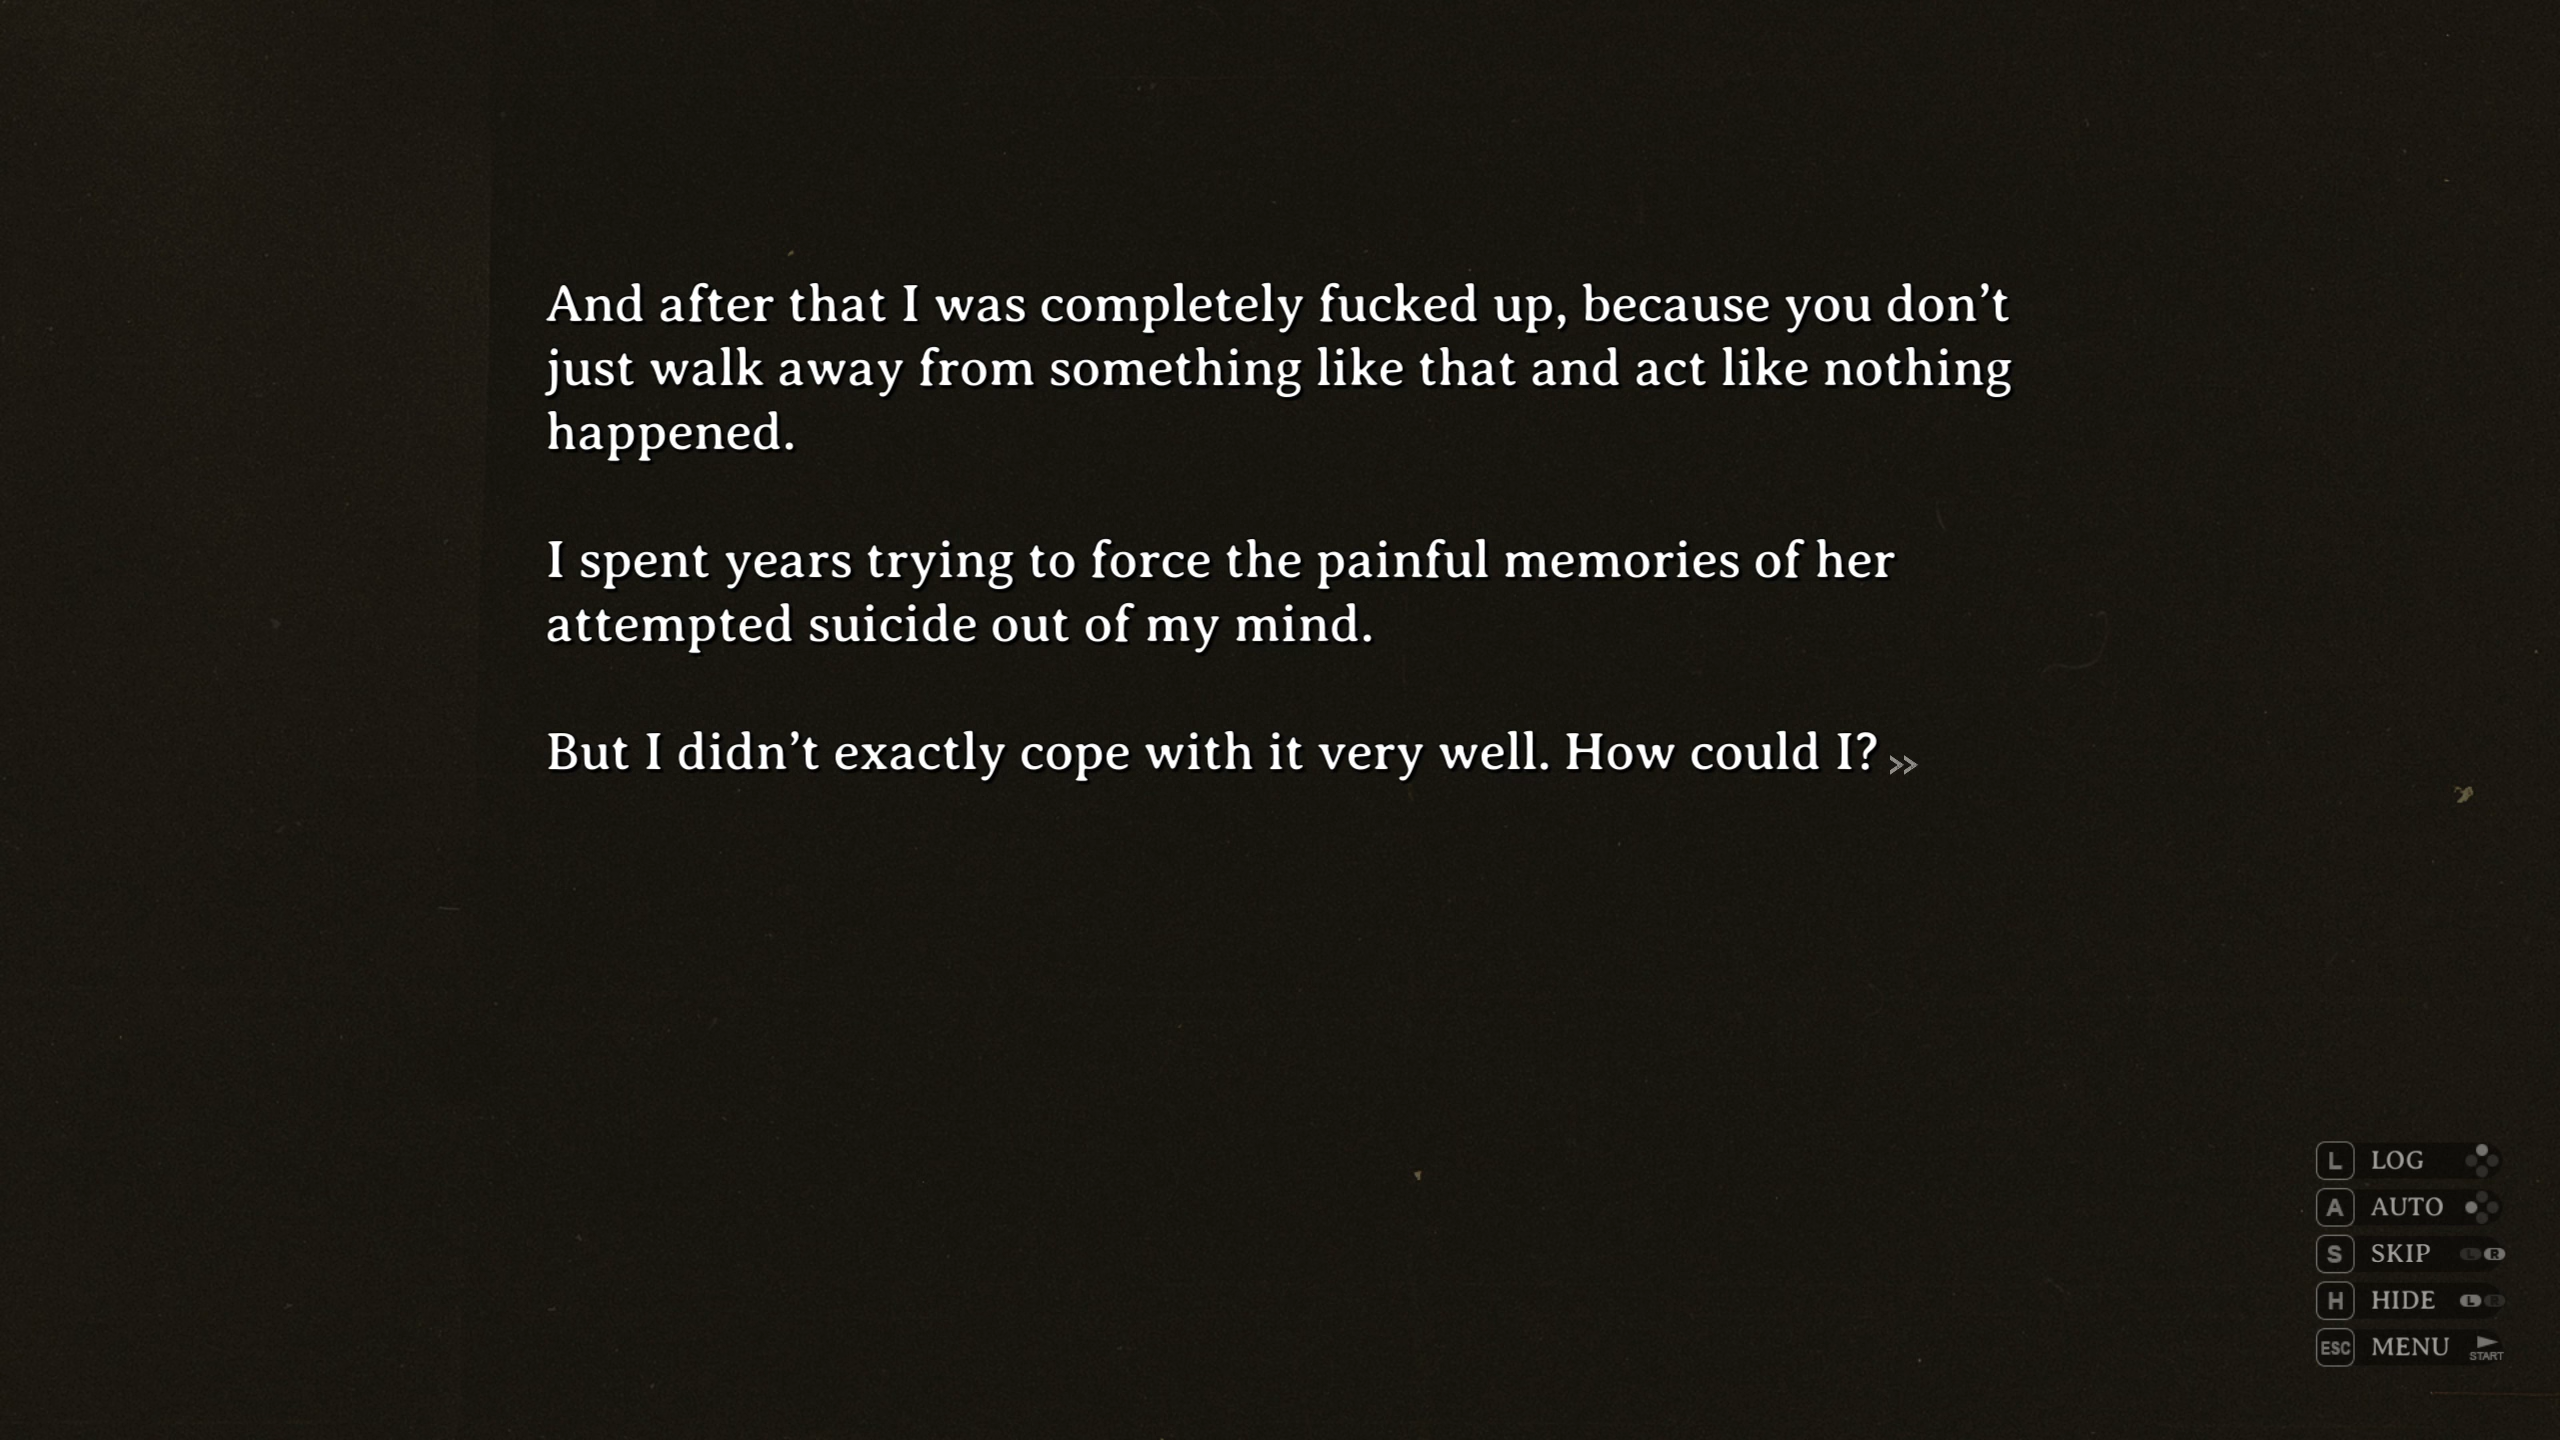 And after that I was completely fucked up, because you don’t
just walk away from something like that and act like nothing
happened.
I spent years trying to force the painful memories of her
attempted suicide out of my mind.
But I didn’t exactly cope with it very well. How could I? »
L LOG
A AUTO
S SKIP L R
H HIDE L R
ESC MENU START